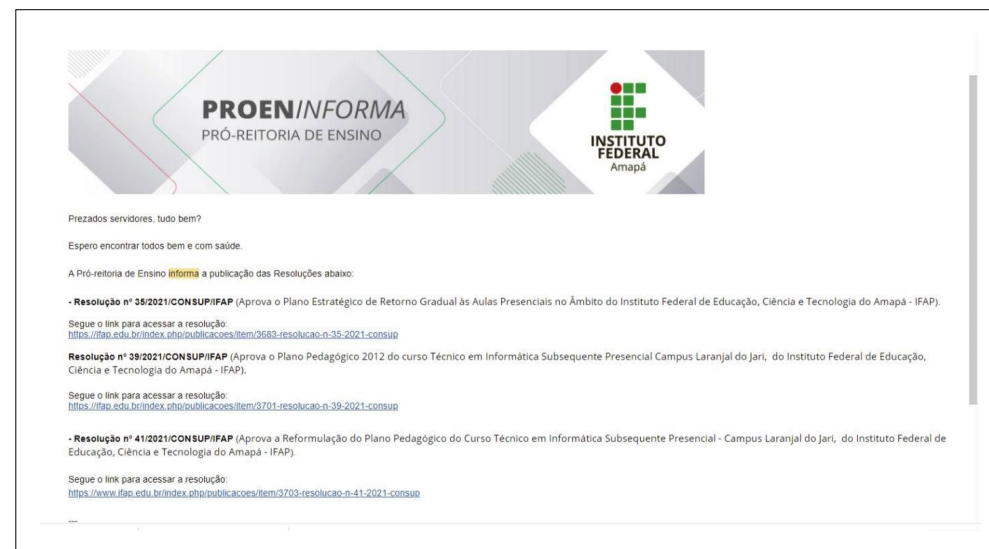 PROENINFORMA
PRÓ-REITORIA DE ENSINO
INSTITUTO
FEDERAL
Amapá
Prezados servidores, tudo bem?
Espero encontrar todos bem e com saúde.
A Pró-reitoria de Ensino informa a publicação das Resoluções abaixo:
- Resolução nº 35/2021/CONSUP/IFAP (Aprova o Plano Estratégico de Retorno Gradual às Aulas Presenciais no Âmbito do Instituto Federal de Educação, Ciência e Tecnologia do Amapá - IFAP).
Segue o link para acessar a resolução:
https://ifap.edu.br/index.php/publicacoes/item/3683-resolucao-n-35-2021-consup
Resolução nº 39/2021/CONSUP/IFAP (Aprova o Plano Pedagógico 2012 do curso Técnico em Informática Subsequente Presencial Campus Laranjal do Jari, do Instituto Federal de Educação,
Ciência e Tecnologia do Amapá - IFAP).
Segue o link para acessar a resolução:
https://ifap.edu.br/index.php/publicacoes/item/3701-resolucao-n-39-2021-consup
- Resolução nº 41/2021/CONSUP/IFAP (Aprova a Reformulação do Plano Pedagógico do Curso Técnico em Informática Subsequente Presencial - Campus Laranjal do Jari, do Instituto Federal de
Educação, Ciência e Tecnologia do Amapá - IFAP).
Segue o link para acessar a resolução:
https://www.ifap.edu.br/index.php/publicacoes/item/3703-resolucao-n-41-2021-consup
---